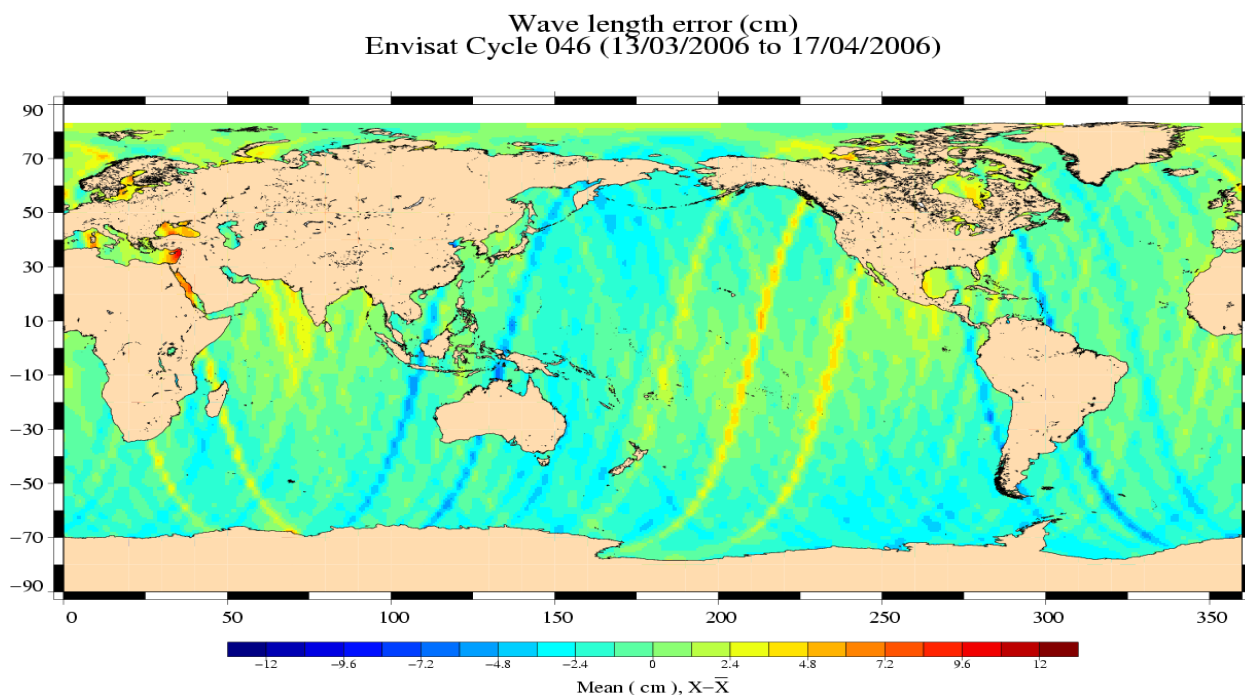 Wave length error (cm)
Envisat Cycle 046 (13/03/2006 to 17/04/2006)
90
70
50
30
10
−10
−30
−50
−70
−90
0 50 100 150 200 250 300 350
−12 −9.6 −7.2 −4.8 −2.4 0 2.4 4.8 7.2 9.6 12
Mean ( cm ), X−X̅